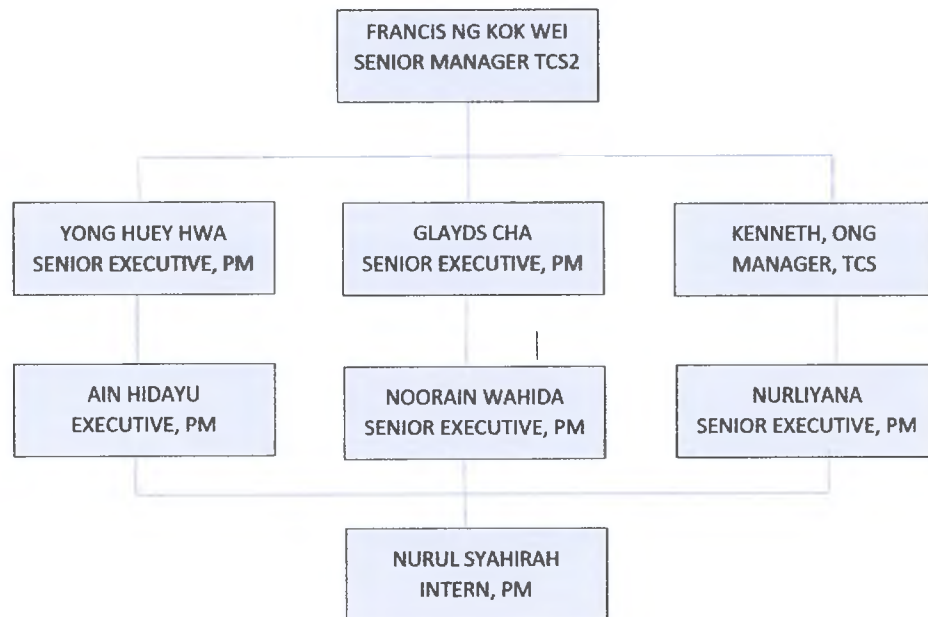 FRANCIS NG KOK WEI
SENIOR MANAGER TCS2
YONG HUEY HWA
SENIOR EXECUTIVE, PM
GLAYDS CHA
SENIOR EXECUTIVE, PM
KENNETH, ONG
MANAGER, TCS
AIN HIDAYU
EXECUTIVE, PM
NOORAIN WAHIDA
SENIOR EXECUTIVE, PM
NURLIYANA
SENIOR EXECUTIVE, PM
NURUL SYAHIRAH
INTERN, PM